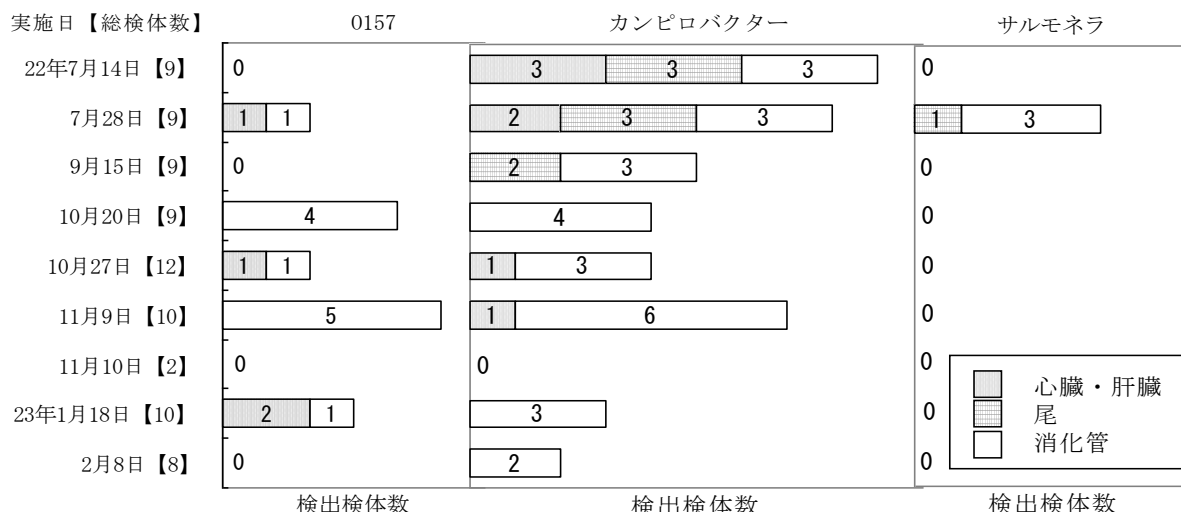 実施日【総検体数】 O157 カンピロバクター サルモネラ
22年7月14日【9】 0 3 3 3 0
7月28日【9】 1 1 2 3 3 1 3
9月15日【9】 0 2 3 0
10月20日【9】 4 4 0
10月27日【12】 1 1 1 3 0
11月9日【10】 5 1 6 0
11月10日【2】 0 0 0
23年1月18日【10】 2 1 3 0
2月8日【8】 0 2 0
心臓・肝臓
尾
消化管
検出検体数 検出検体数 検出検体数